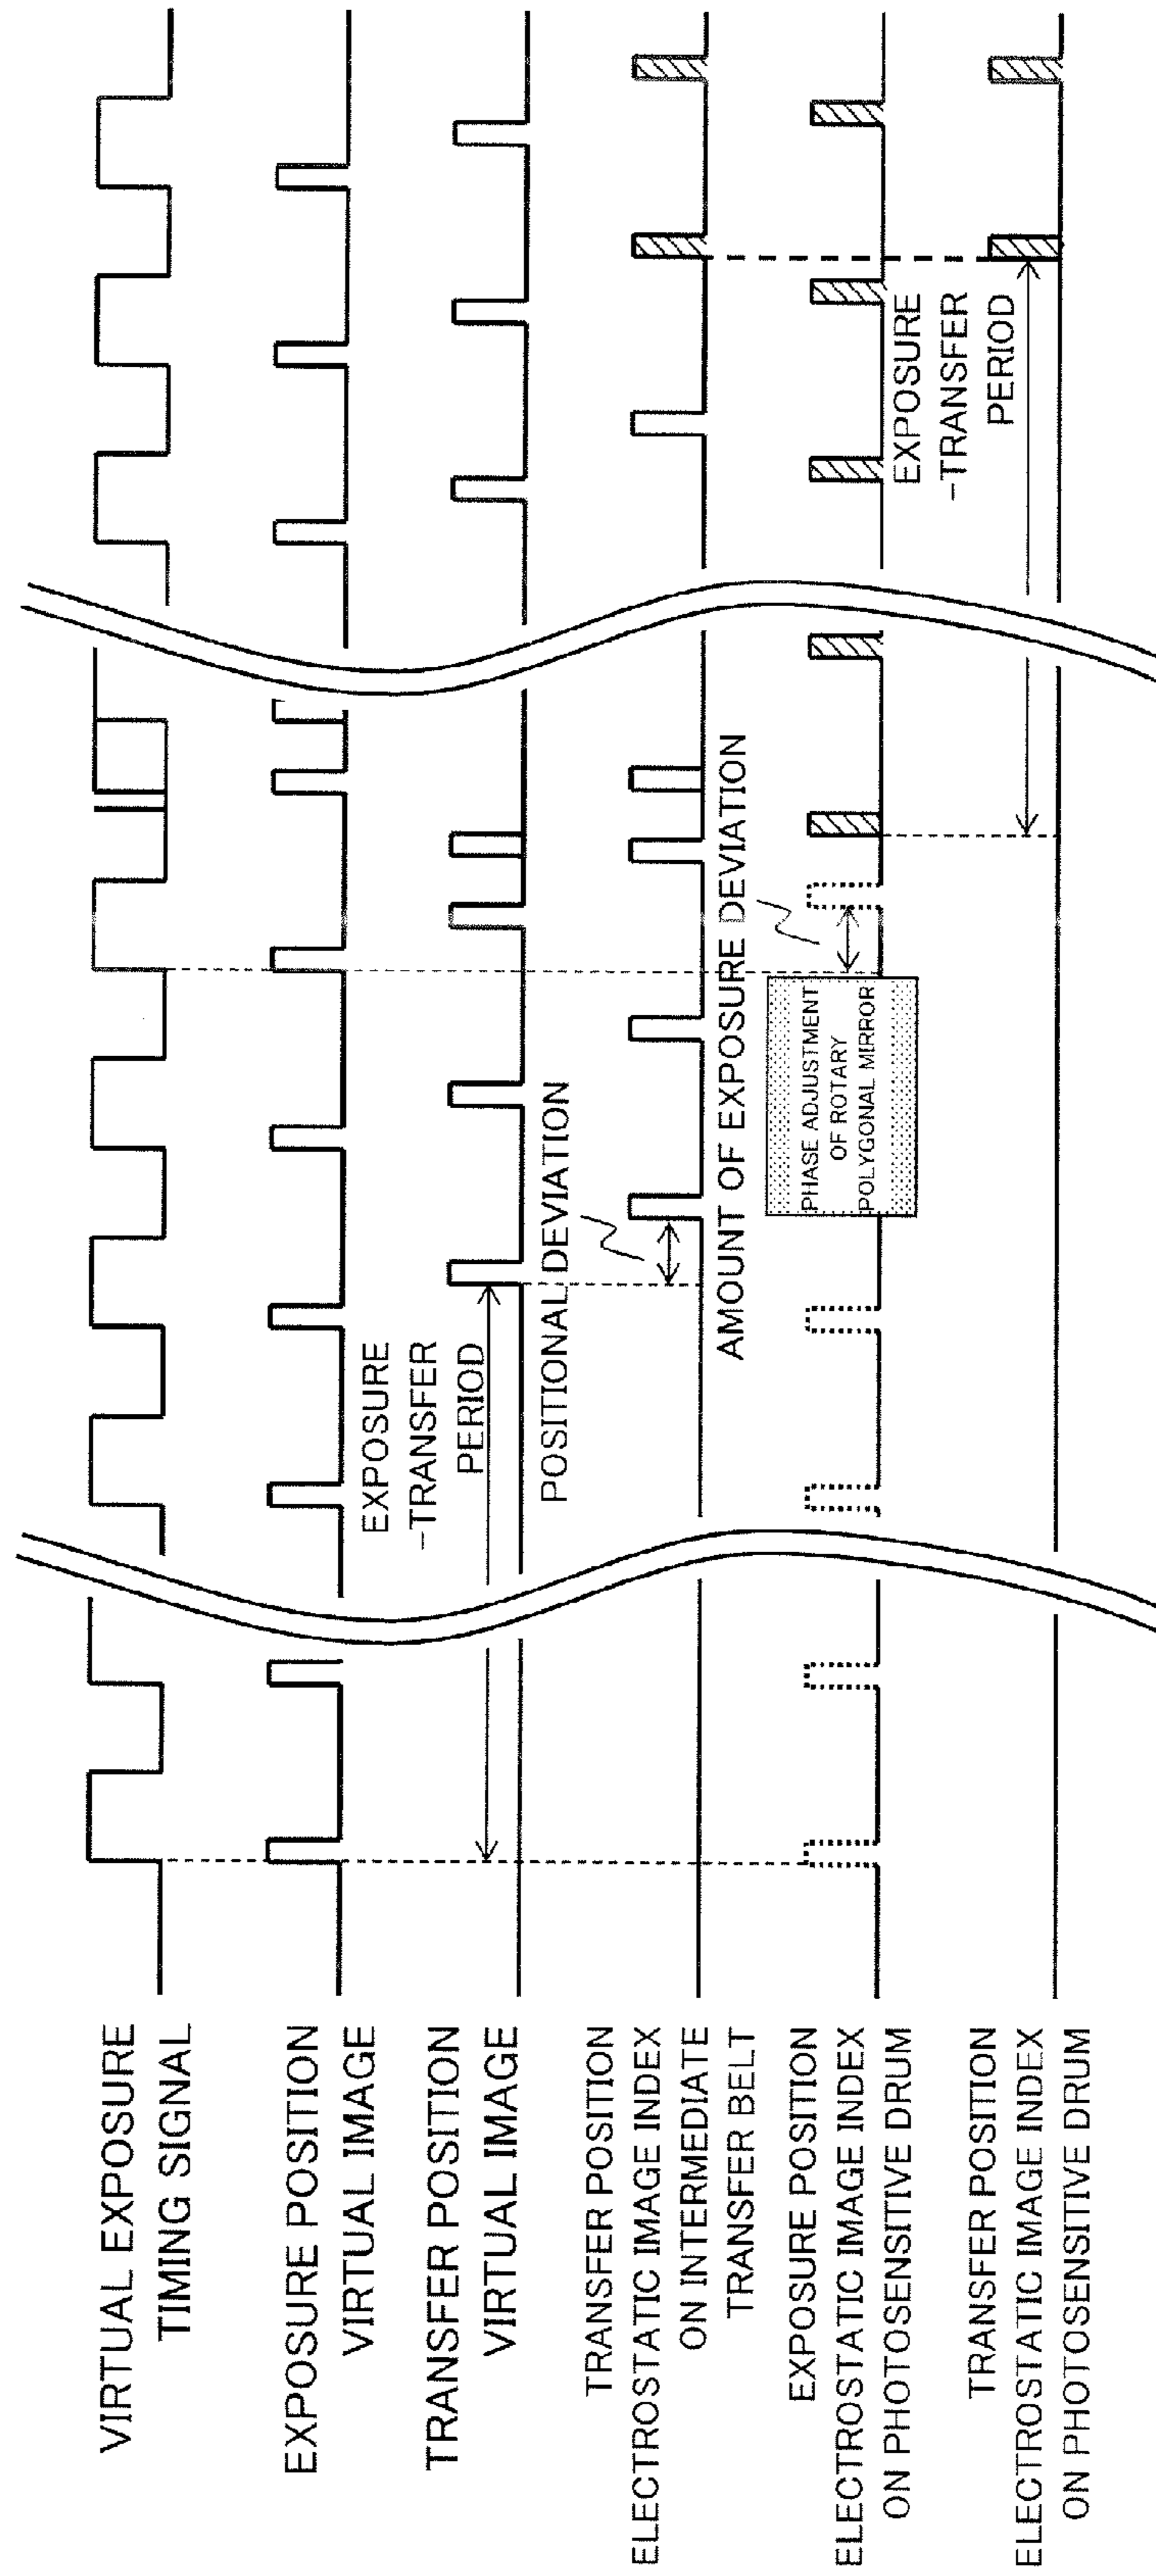 VIRTUAL EXPOSURE
TIMING SIGNAL
EXPOSURE POSITION
VIRTUAL IMAGE
TRANSFER POSITION
VIRTUAL IMAGE
TRANSFER POSITION
ELECTROSTATIC IMAGE INDEX
ON INTERMEDIATE
TRANSFER BELT
EXPOSURE POSITION
ELECTROSTATIC IMAGE INDEX
ON PHOTOSENSITIVE DRUM
TRANSFER POSITION
ELECTROSTATIC IMAGE INDEX
ON PHOTOSENSITIVE DRUM
EXPOSURE
-TRANSFER
PERIOD
POSITIONAL DEVIATION
AMOUNT OF EXPOSURE DEVIATION
PHASE ADJUSTMENT
OF ROTARY
POLYGONAL MIRROR
EXPOSURE
-TRANSFER
PERIOD